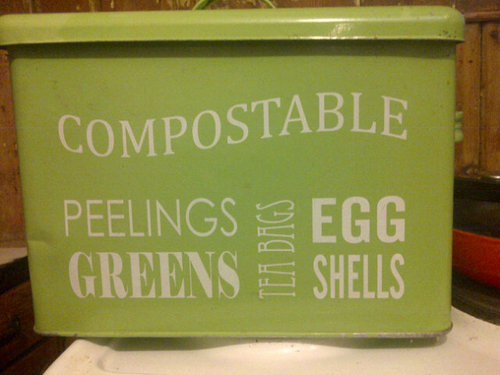 COMPOSTABLE
PEELINGS
GREENS
TEA BAGS
EGG
SHELLS